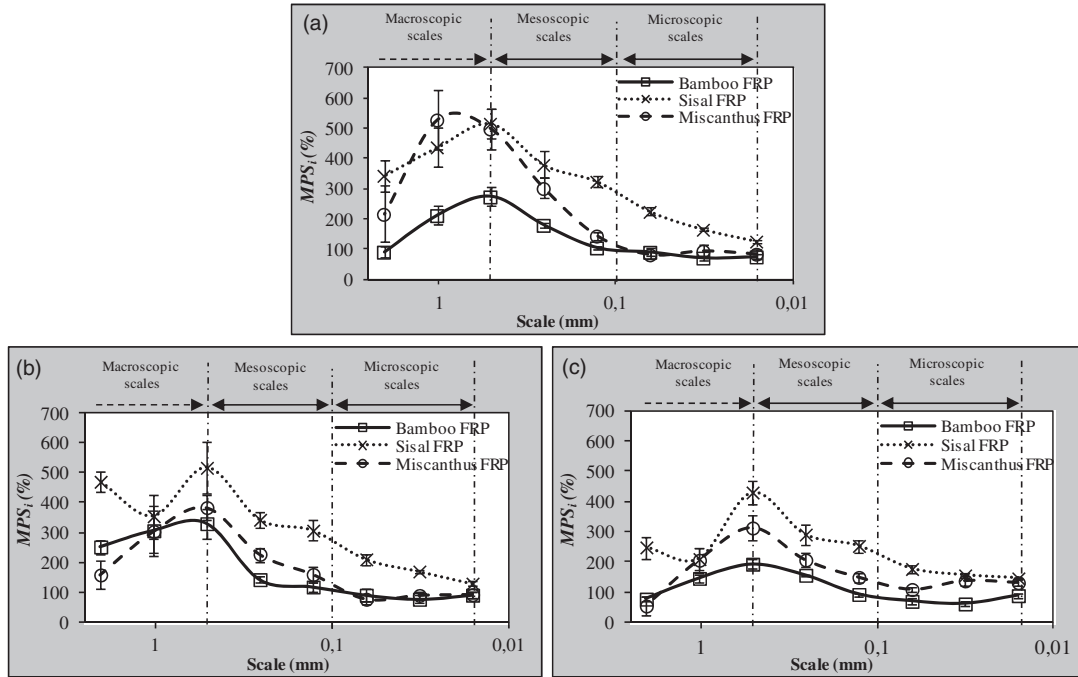 (a)
Macroscopic scales
Mesoscopic scales
Microscopic scales
700
600
500
400
300
200
100
0
MPSi (%)
Bamboo FRP
Sisal FRP
Miscanthus FRP
1
0,1
0,01
Scale (mm)
(b)
Macroscopic scales
Mesoscopic scales
Microscopic scales
700
600
500
400
300
200
100
0
MPSi (%)
Bamboo FRP
Sisal FRP
Miscanthus FRP
1
0,1
0,01
Scale (mm)
(c)
Macroscopic scales
Mesoscopic scales
Microscopic scales
700
600
500
400
300
200
100
0
MPSi (%)
Bamboo FRP
Sisal FRP
Miscanthus FRP
1
0,1
0,01
Scale (mm)